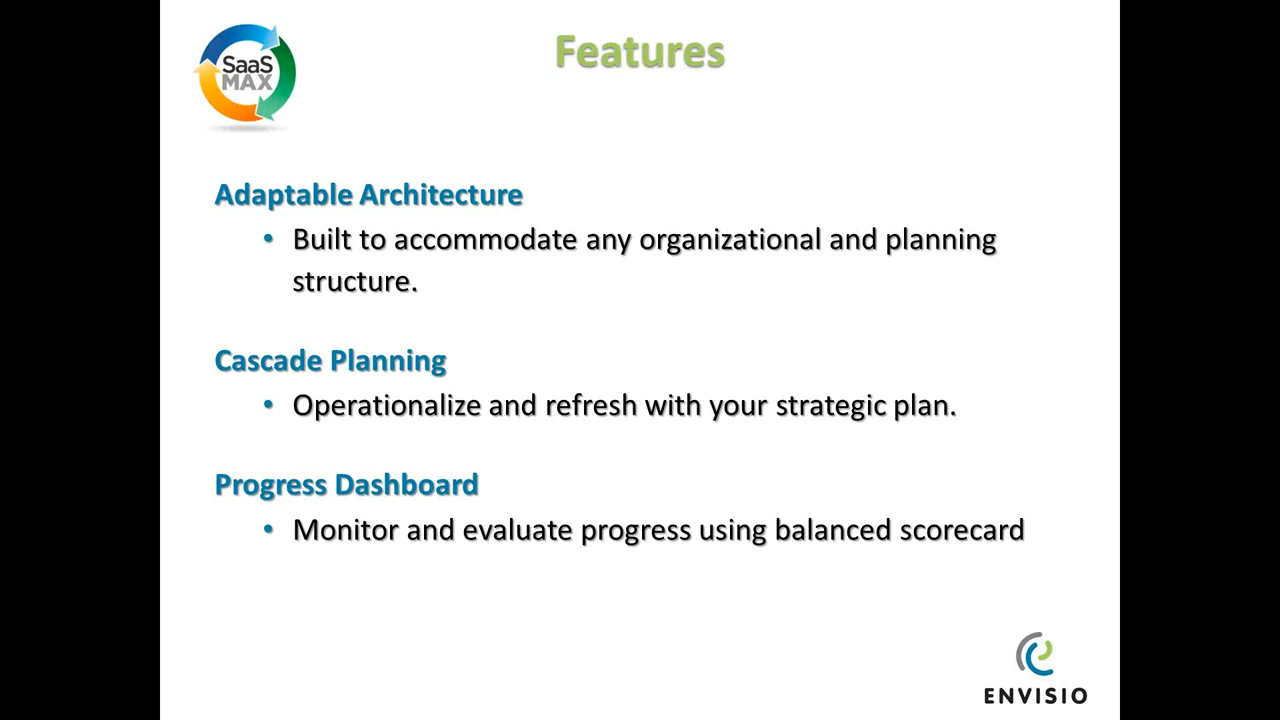 SaaS
MAX
Features
Adaptable Architecture
• Built to accommodate any organizational and planning
structure.
Cascade Planning
• Operationalize and refresh with your strategic plan.
Progress Dashboard
• Monitor and evaluate progress using balanced scorecard
ENVISIO